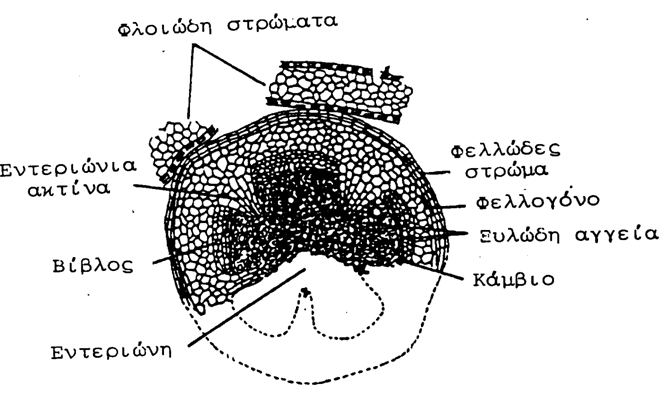 Φλοιώδη στρώματα
Εντεριώνια
ακτίνα
Βίβλος
Εντεριώνη
Φελλώδες
στρώμα
Φελλογόνο
Ξυλώδη αγγεία
Κάμβιο